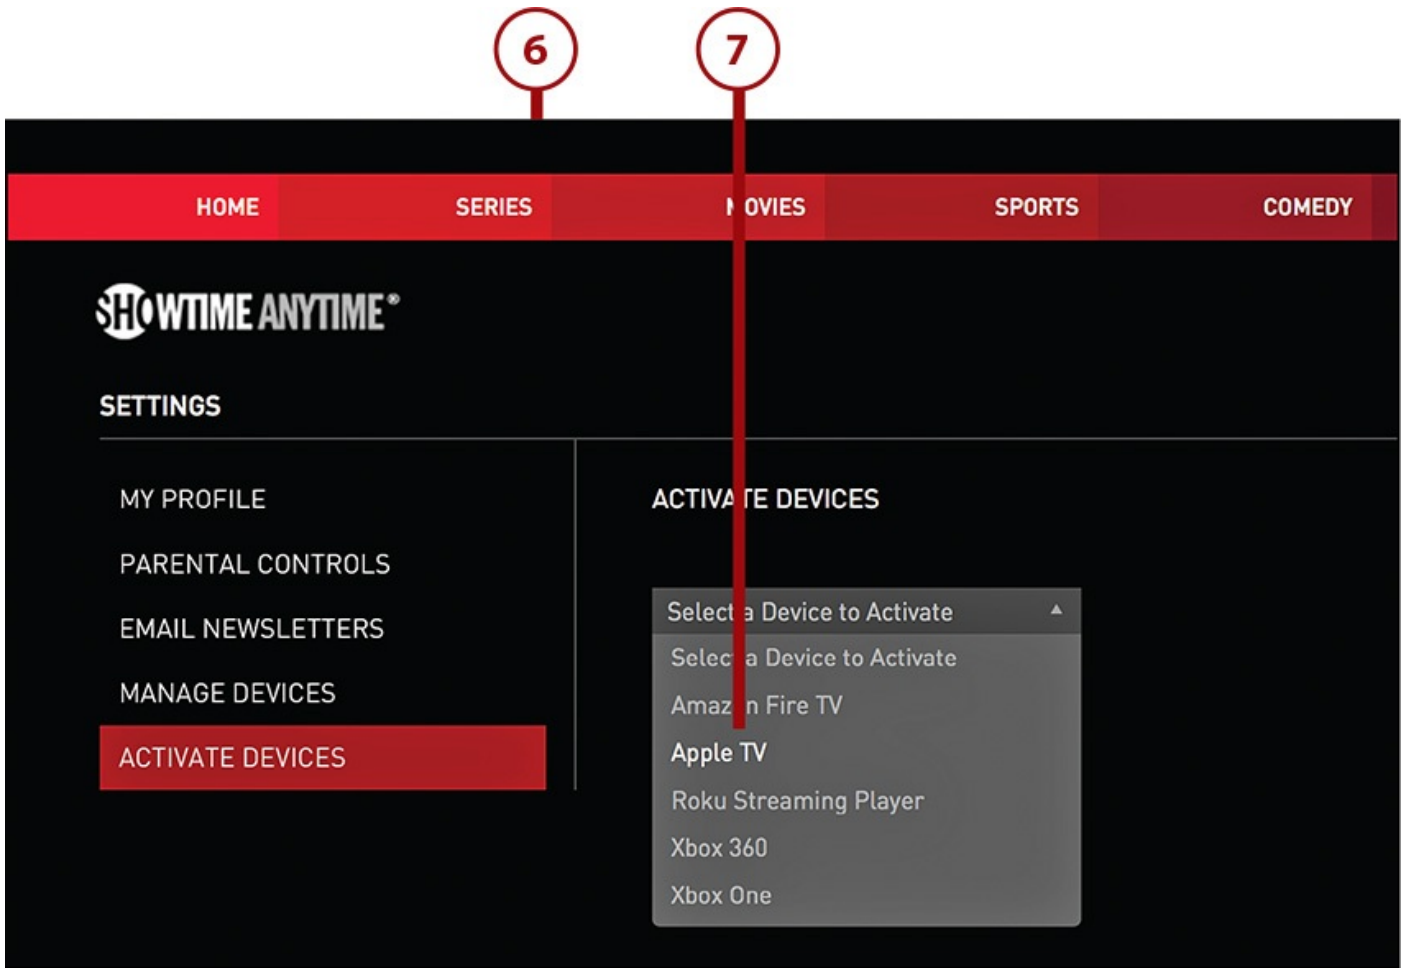 6 7
HOME SERIES MOVIES SPORTS COMEDY
SHOWTIME ANYTIME®
SETTINGS
MY PROFILE
PARENTAL CONTROLS
EMAIL NEWSLETTERS
MANAGE DEVICES
ACTIVATE DEVICES
ACTIVATE DEVICES
Select a Device to Activate
Select a Device to Activate
Amazon Fire TV
Apple TV
Roku Streaming Player
Xbox 360
Xbox One